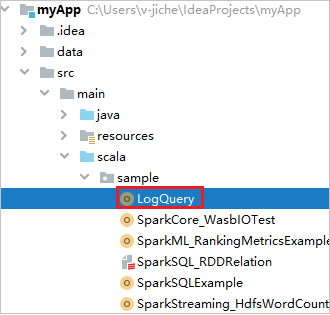 myApp C:\Users\v-jiche\IdeaProjects\myApp
.idea
data
src
main
java
resources
scala
sample
LogQuery
SparkCore_WasbIOTest
SparkML_RankingMetricsExample
SparkSQL_RDDRelation
SparkSQLExample
SparkStreaming_HdfsWordCount